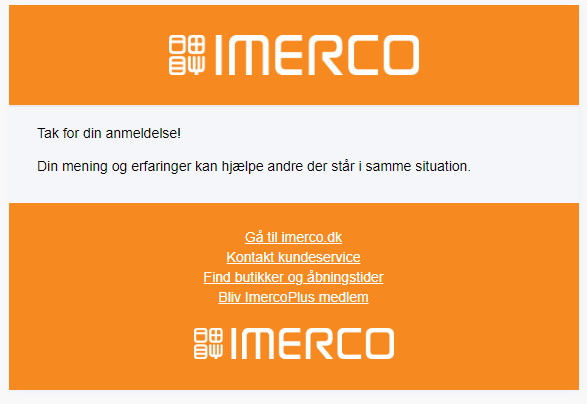 IMERCO
Tak for din anmeldelse!
Din mening og erfaringer kan hjælpe andre der står i samme situation.
Gå til imerco.dk
Kontakt kundeservice
Find butikker og åbningstider
Bliv ImercoPlus medlem
IMERCO